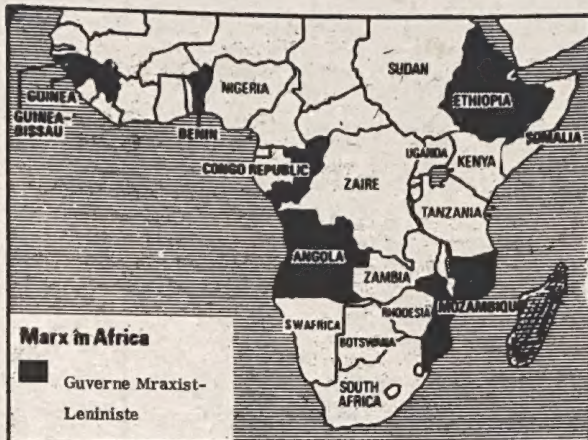 SUDAN
NIGERIA
ETHIOPIA
GUINEA
GUINEA-
BISSAU
BENIN
SOMALIA
UGANDA
KENYA
CONGO REPUBLIC
ZAIRE
TANZANIA
ANGOLA
ZAMBIA
MOZAMBIQUE
RHODESIA
SWAFRICA
BOTSWANA
SOUTH
AFRICA
Marx in Africa
Guverne Mraxist-
Leniniste